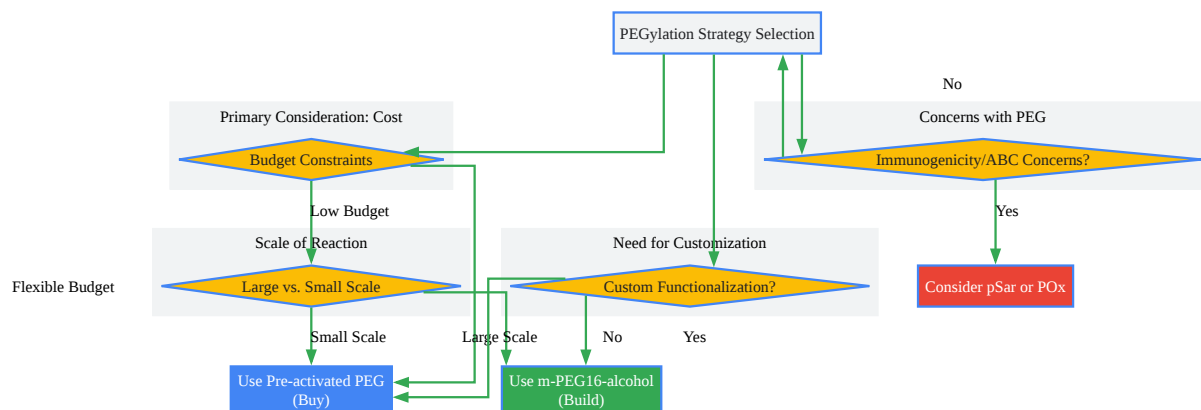 PEGylation Strategy Selection
No
Primary Consideration: Cost
Concerns with PEG
Budget Constraints
Immunogenicity/ABC Concerns?
Low Budget
Yes
Scale of Reaction
Need for Customization
Flexible Budget
Large vs. Small Scale
Custom Functionalization?
Consider pSar or POx
Small Scale
Large Scale
No
Yes
Use Pre-activated PEG
(Buy)
Use m-PEG16-alcohol
(Build)